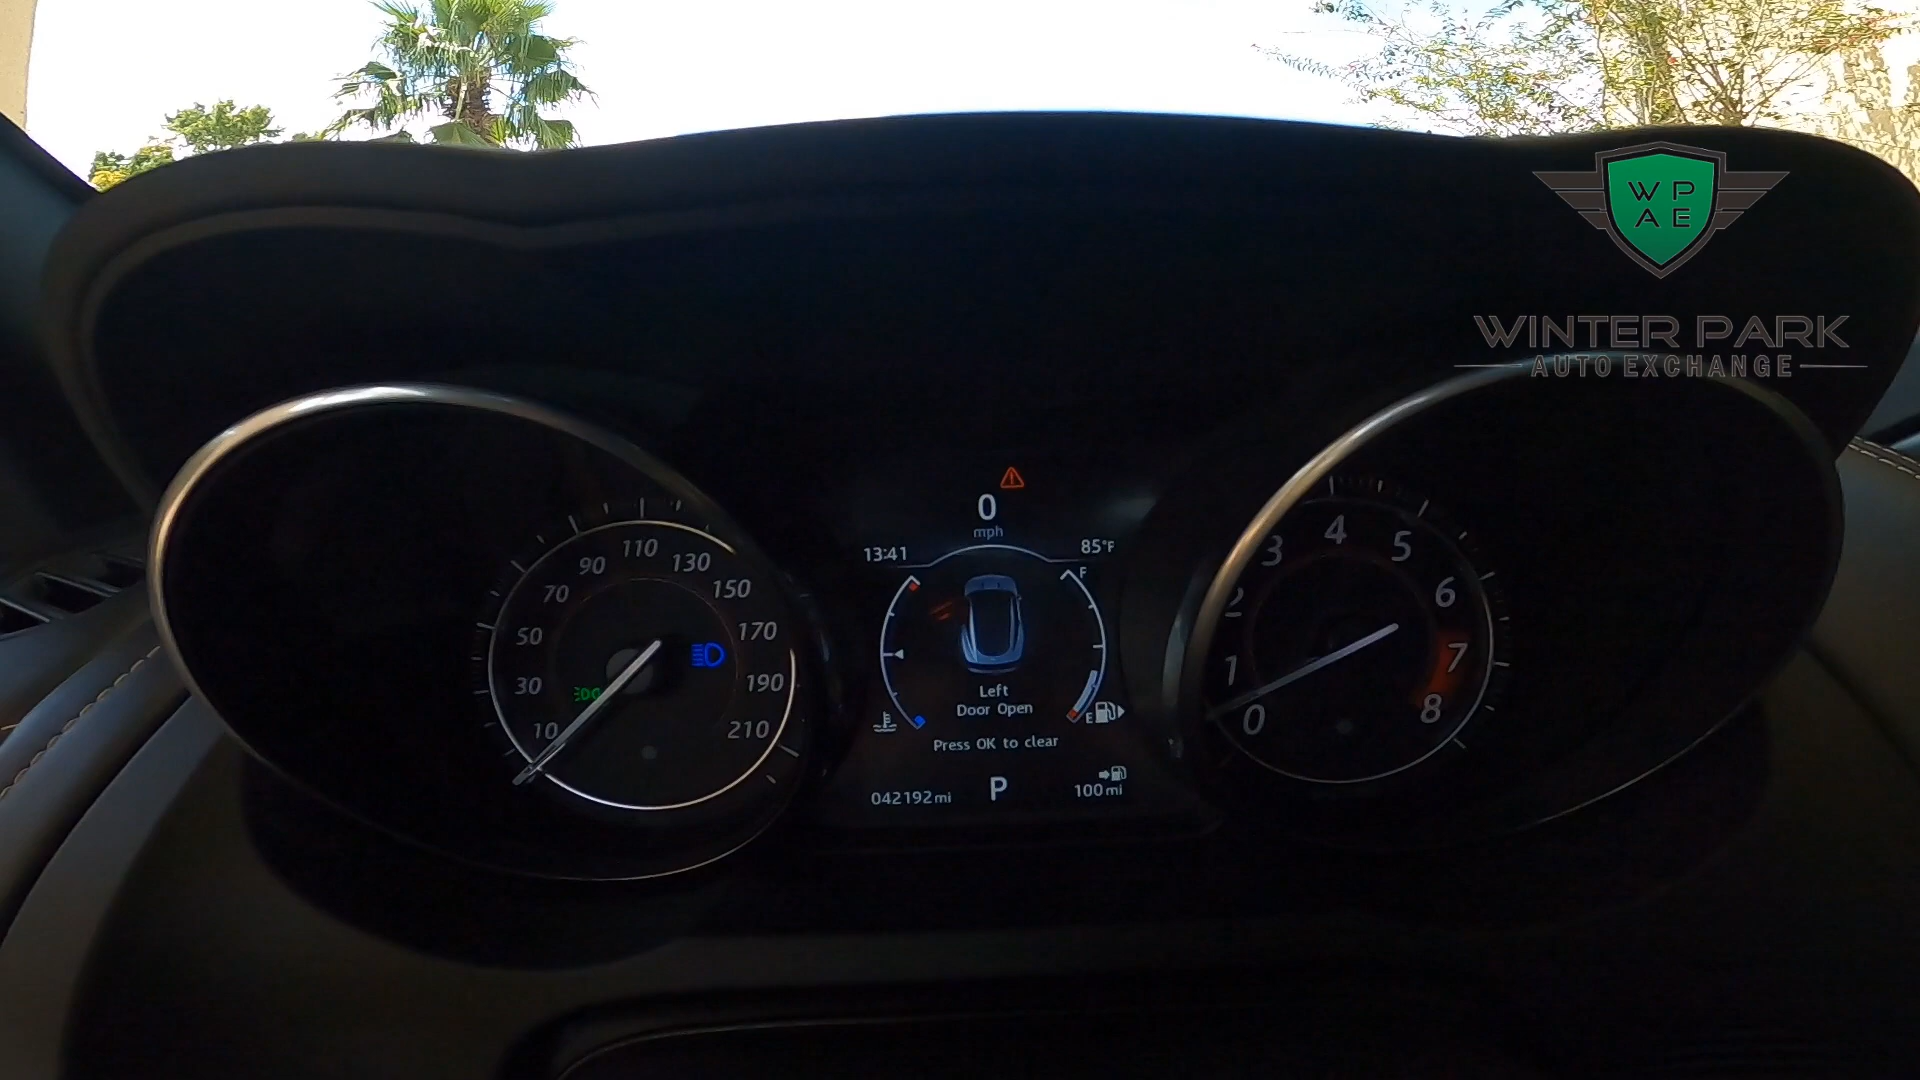 W P
A E
WINTER PARK
AUTO EXCHANGE
0
mph
13:41
85°F
F
E
Left
Door Open
Press OK to clear
042192mi
P
100mi
10
30
50
70
90
110
130
150
170
190
210
0
1
2
3
4
5
6
7
8